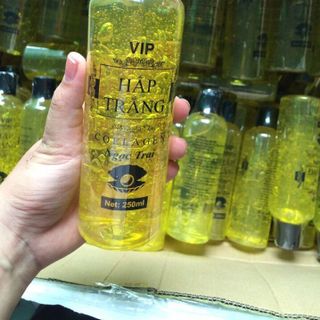 VIP
HẤP
TRẮNG
COLLAGEN
Ngọc Trai
Net: 250ml